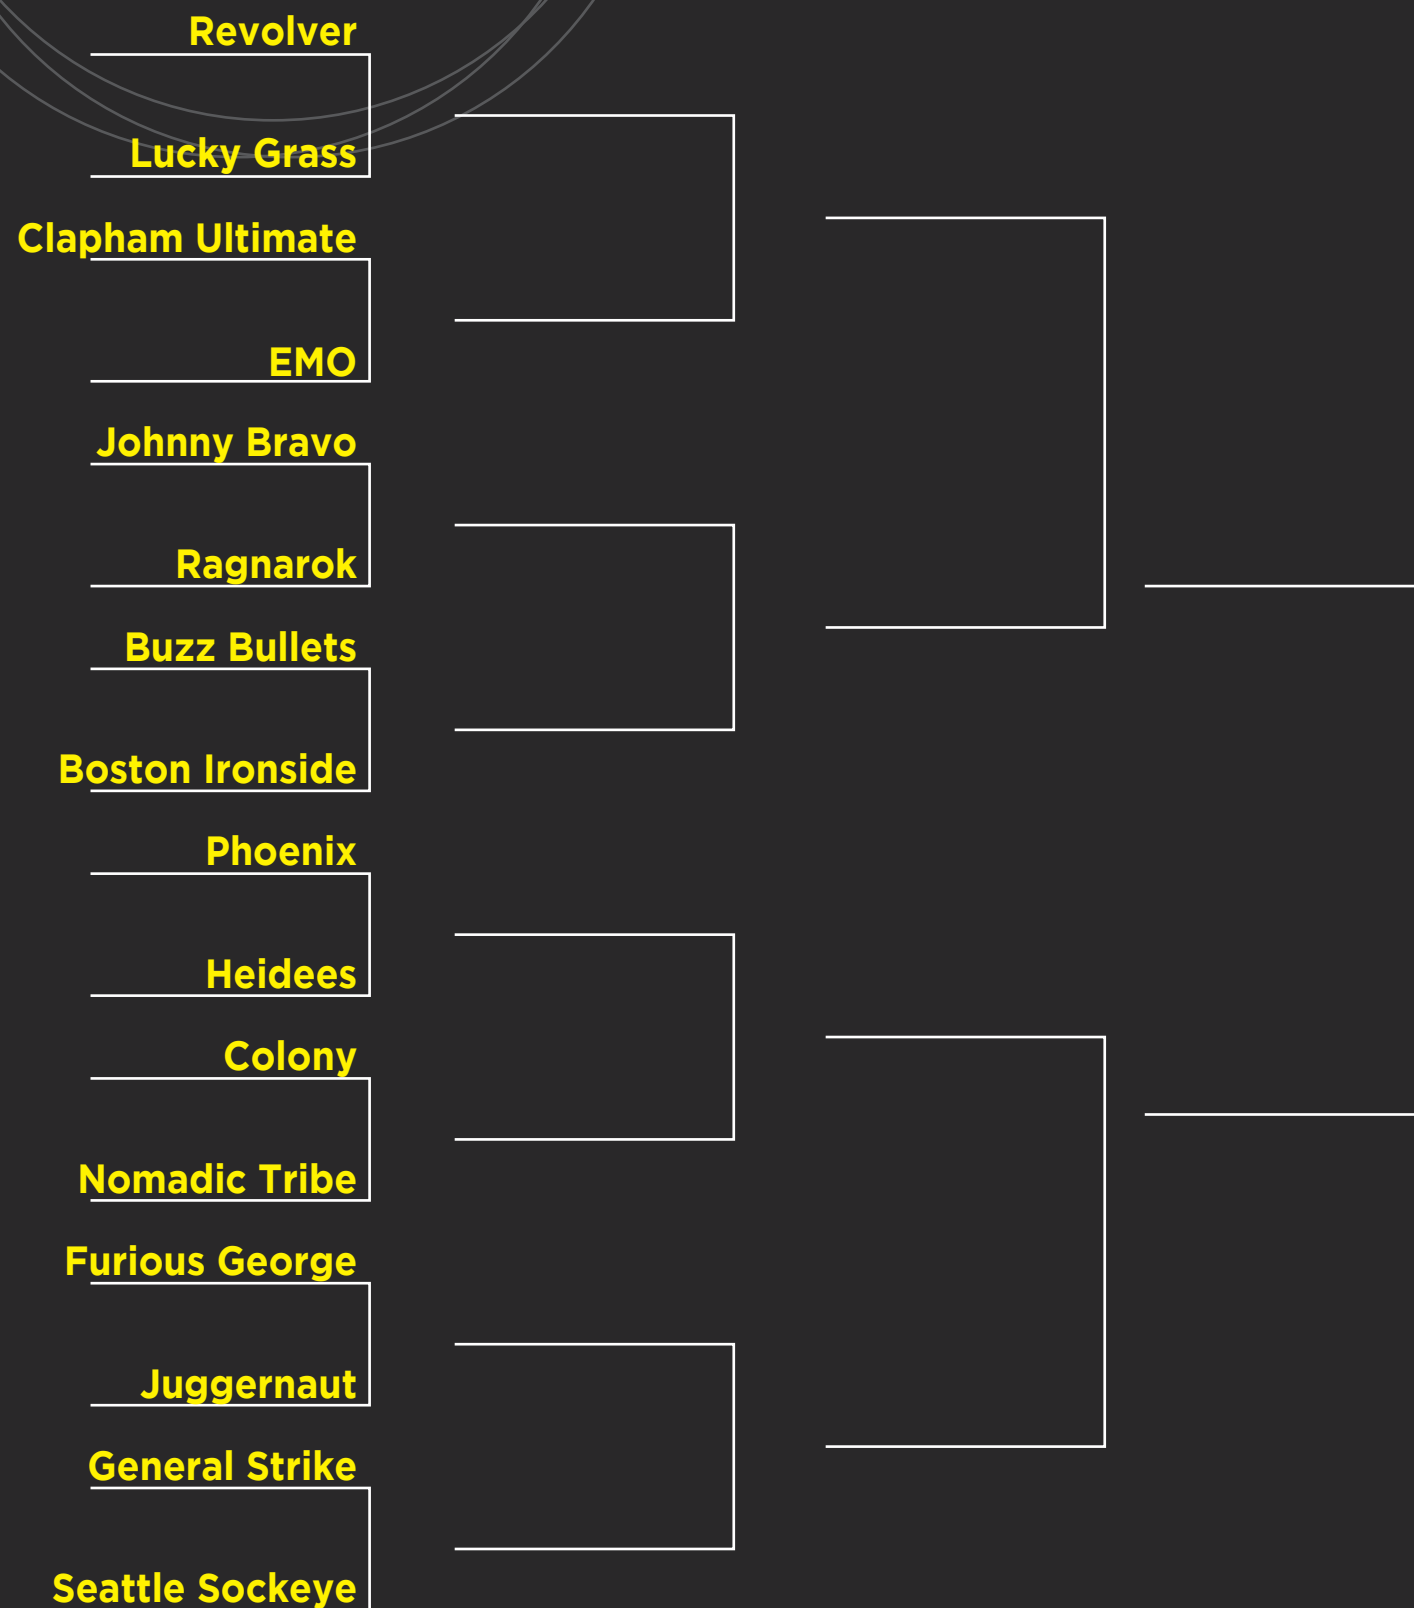 Revolver
Lucky Grass
Clapham Ultimate
EMO
Johnny Bravo
Ragnarok
Buzz Bullets
Boston Ironside
Phoenix
Heidees
Colony
Nomadic Tribe
Furious George
Juggernaut
General Strike
Seattle Sockeye